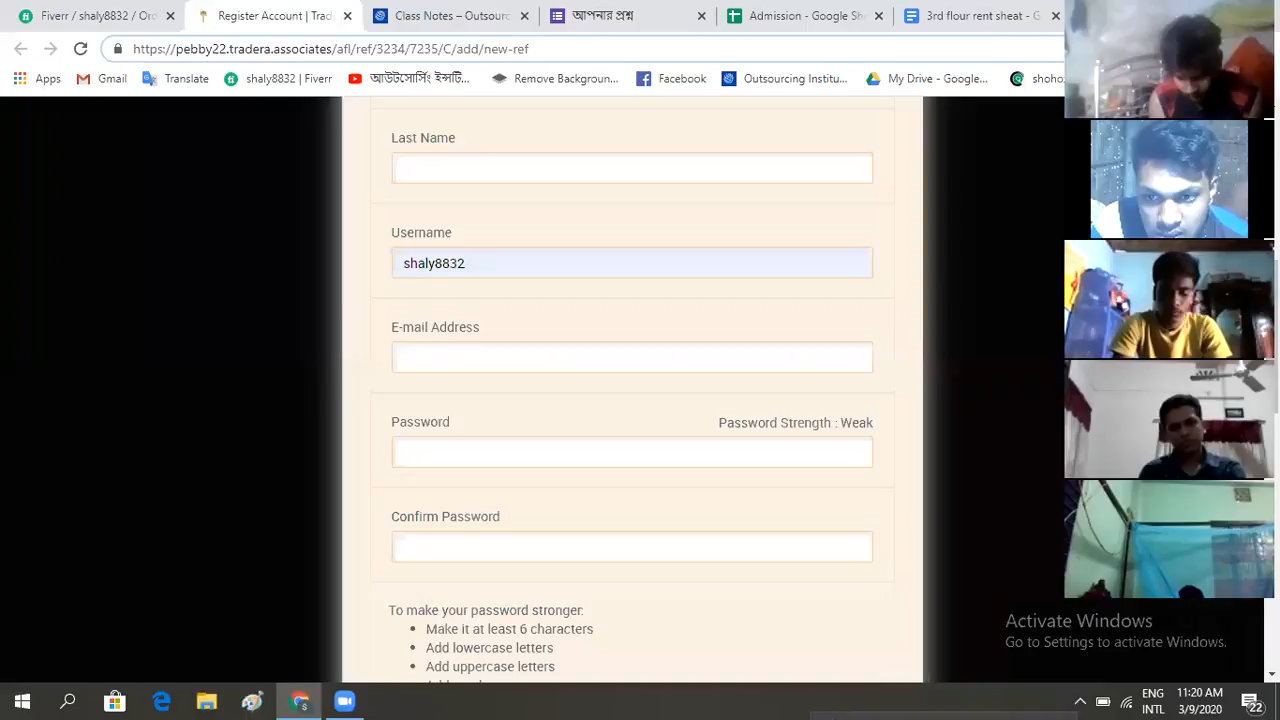 Fiverr / shaly8832 / Ord
Register Account | Trad
Class Notes - Outsourc
আপনার প্রশ্ন
Admission - Google Sh
3rd flour rent sheat - G
https://pebby22.tradera.associates/afl/ref/3234/7235/C/add/new-ref
Apps
Gmail
Translate
shaly8832 | Fiverr
আউটসোর্সিং ইন্সটি...
Remove Backgroun...
Facebook
Outsourcing Institu...
My Drive - Google...
Last Name
Username
shaly8832
E-mail Address
Password
Password Strength : Weak
Confirm Password
To make your password stronger:
• Make it at least 6 characters
• Add lowercase letters
• Add uppercase letters
Activate Windows
Go to Settings to activate Windows.
ENG
INTL
11:20 AM
3/9/2020
22